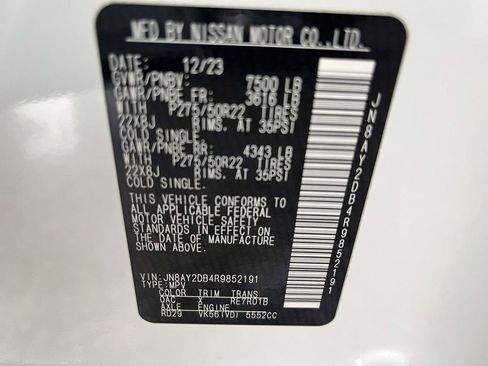 MFD BY NISSAN MOTOR CO.,LTD.
DATE: 12/23
GVWR/PNBV: 7500 LB
GAWR/PNBE FR: 3616 LB
WITH P275/50R22 TIRES
22X8J RIMS. AT 35PSI
COLD SINGLE.
GAWR/PNBE RR: 4343 LB
WITH P275/50R22 TIRES
22X8J RIMS. AT 35PSI
COLD SINGLE.
THIS VEHICLE CONFORMS TO
ALL APPLICABLE FEDERAL
MOTOR VEHICLE SAFETY
STANDARDS IN EFFECT ON
THE DATE OF MANUFACTURE
SHOWN ABOVE.
VIN: JN8AY2DB4R9852191
TYPE: MPV
COLOR TRIM TRANS
QAC X RE7R01B
AXLE ENGINE
RD29 VK56(VD) 5552CC
JN8AY2DB4R9852191